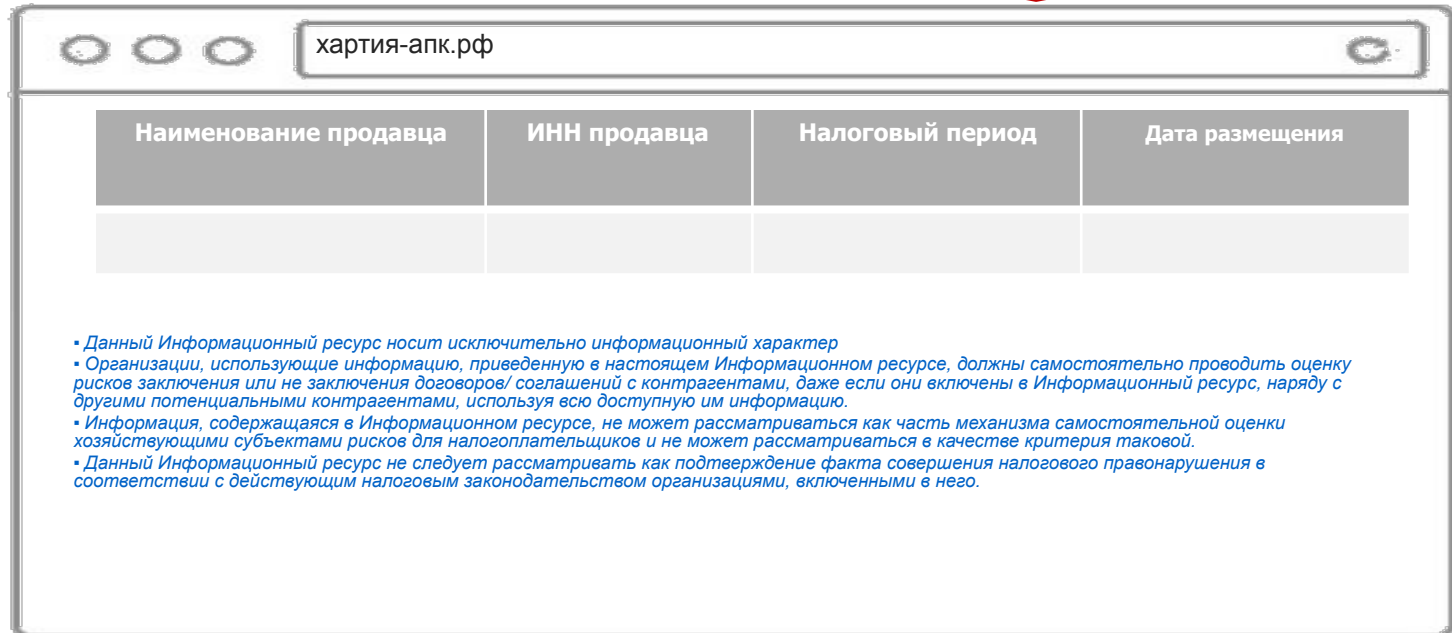 хартия-апк.рф
Наименование продавца ИНН продавца Налоговый период Дата размещения
▪ Данный Информационный ресурс носит исключительно информационный характер
▪ Организации, использующие информацию, приведенную в настоящем Информационном ресурсе, должны самостоятельно проводить оценку
рисков заключения или не заключения договоров/ соглашений с контрагентами, даже если они включены в Информационный ресурс, наряду с
другими потенциальными контрагентами, используя всю доступную им информацию.
▪ Информация, содержащаяся в Информационном ресурсе, не может рассматриваться как часть механизма самостоятельной оценки
хозяйствующими субъектами рисков для налогоплательщиков и не может рассматриваться в качестве критерия таковой.
▪ Данный Информационный ресурс не следует рассматривать как подтверждение факта совершения налогового правонарушения в
соответствии с действующим налоговым законодательством организациями, включенными в него.